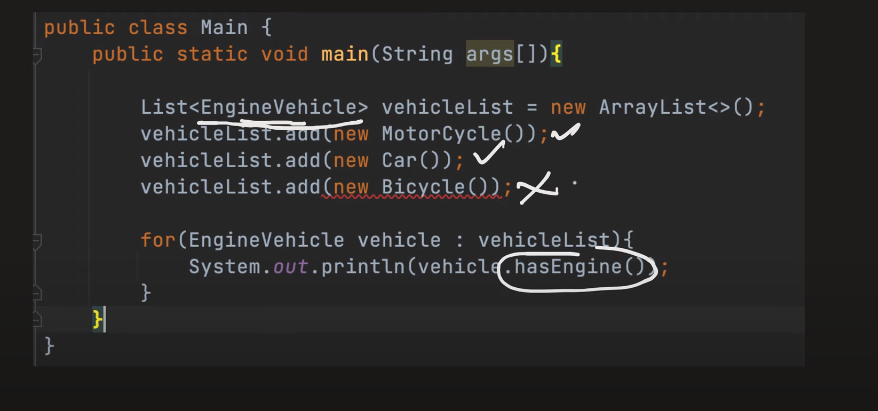 public class Main {
public static void main(String args[]){
List<EngineVehicle> vehicleList = new ArrayList<>();
vehicleList.add(new MotorCycle());
vehicleList.add(new Car());
vehicleList.add(new Bicycle());
for(EngineVehicle vehicle : vehicleList){
System.out.println(vehicle.hasEngine());
}
}
}